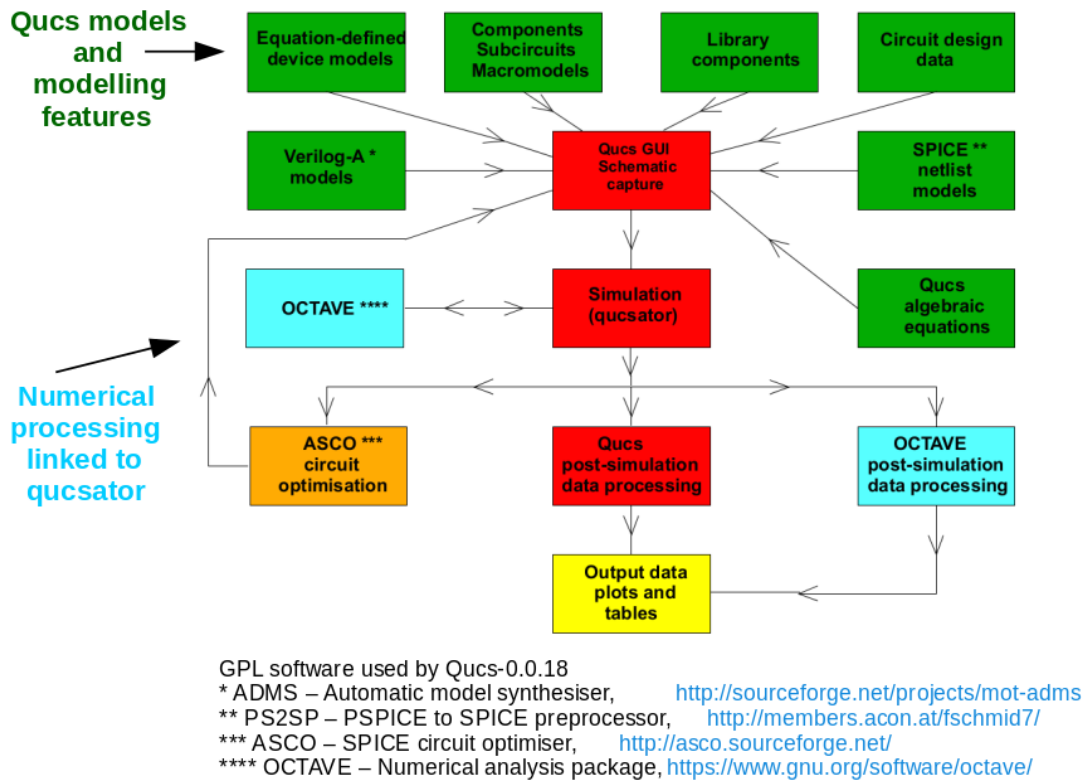 Qucs models
and
modelling
features
Equation-defined
device models
Components
Subcircuits
Macromodels
Library
components
Circuit design
data
Verilog-A *
models
Qucs GUI
Schematic
capture
SPICE **
netlist
models
OCTAVE ****
Simulation
(qucsator)
Qucs
algebraic
equations
Numerical
processing
linked to
qucsator
ASCO ***
circuit
optimisation
Qucs
post-simulation
data processing
OCTAVE
post-simulation
data processing
Output data
plots and
tables
GPL software used by Qucs-0.0.18
* ADMS – Automatic model synthesiser, http://sourceforge.net/projects/mot-adms
** PS2SP – PSPICE to SPICE preprocessor, http://members.acon.at/fschmid7/
*** ASCO – SPICE circuit optimiser, http://asco.sourceforge.net/
**** OCTAVE – Numerical analysis package, https://www.gnu.org/software/octave/